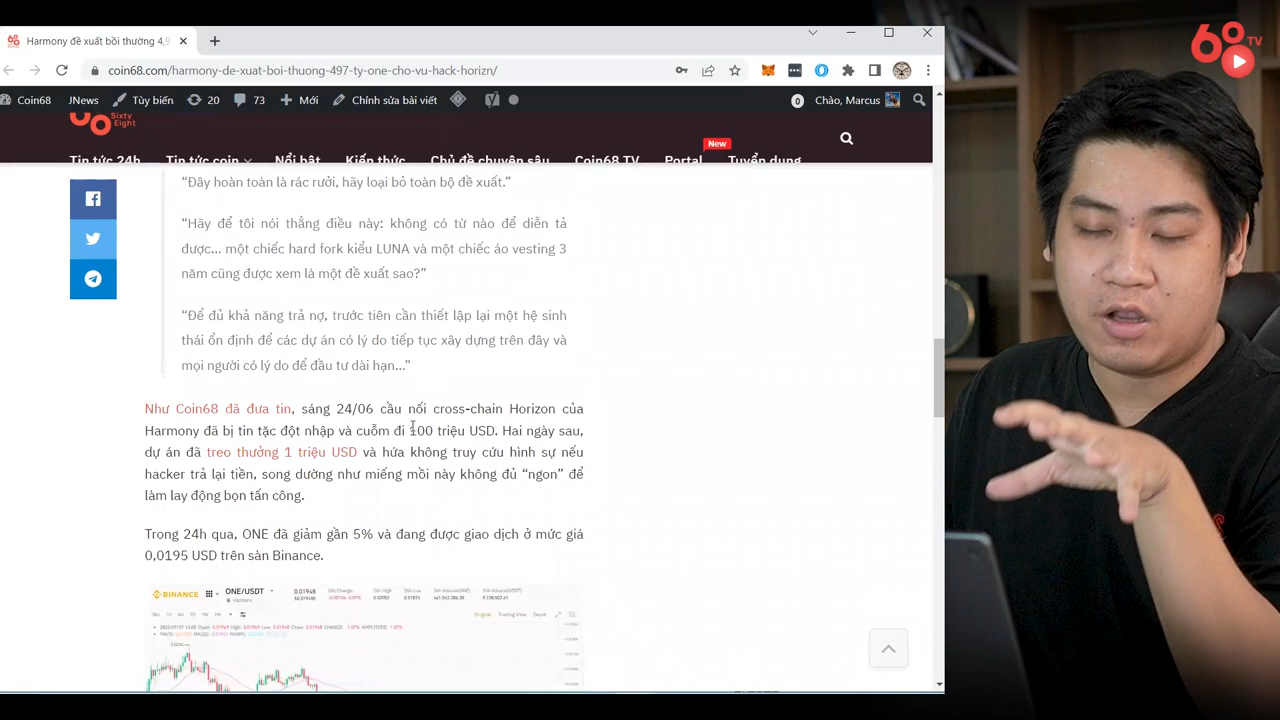 Harmony đề xuất bồi thường 4,9
coin68.com/harmony-de-xuat-boi-thuong-497-ty-one-cho-vu-hack-horizn/
Coin68 JNews Tùy biến 20 73 Mới Chỉnh sửa bài viết 0 Chào, Marcus
Sixty
Eight
New
Tin tức 24h Tin tức coin Nổi bật Kiến thức Chủ đề chuyên sâu Coin68 TV Portal Tuyển dụng
“Đây hoàn toàn là rác rưởi, hãy loại bỏ toàn bộ đề xuất.”
“Hãy để tôi nói thẳng điều này: không có từ nào để diễn tả
được... một chiếc hard fork kiểu LUNA và một chiếc áo vesting 3
năm cũng được xem là một đề xuất sao?”
“Để đủ khả năng trả nợ, trước tiên cần thiết lập lại một hệ sinh
thái ổn định để các dự án có lý do tiếp tục xây dựng trên đây và
mọi người có lý do để đầu tư dài hạn...”
Như Coin68 đã đưa tin, sáng 24/06 cầu nối cross-chain Horizon của
Harmony đã bị tin tặc đột nhập và cuỗm đi 100 triệu USD. Hai ngày sau,
dự án đã treo thưởng 1 triệu USD và hứa không truy cứu hình sự nếu
hacker trả lại tiền, song dường như miếng mồi này không đủ “ngon” để
làm lay động bọn tấn công.
Trong 24h qua, ONE đã giảm gần 5% và đang được giao dịch ở mức giá
0,0195 USD trên sàn Binance.
BINANCE ONE/USDT 0.01948
Harmony
68 TV